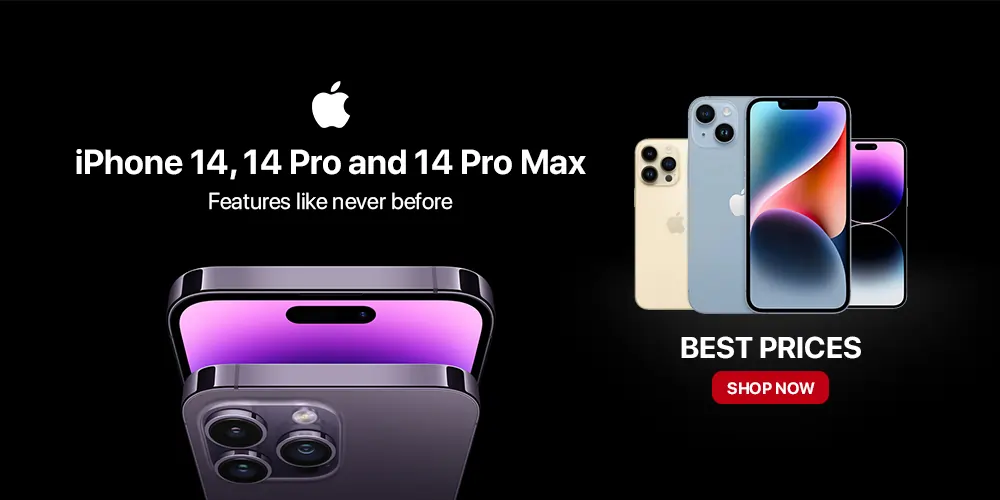 iPhone 14, 14 Pro and 14 Pro Max
Features like never before
BEST PRICES
SHOP NOW